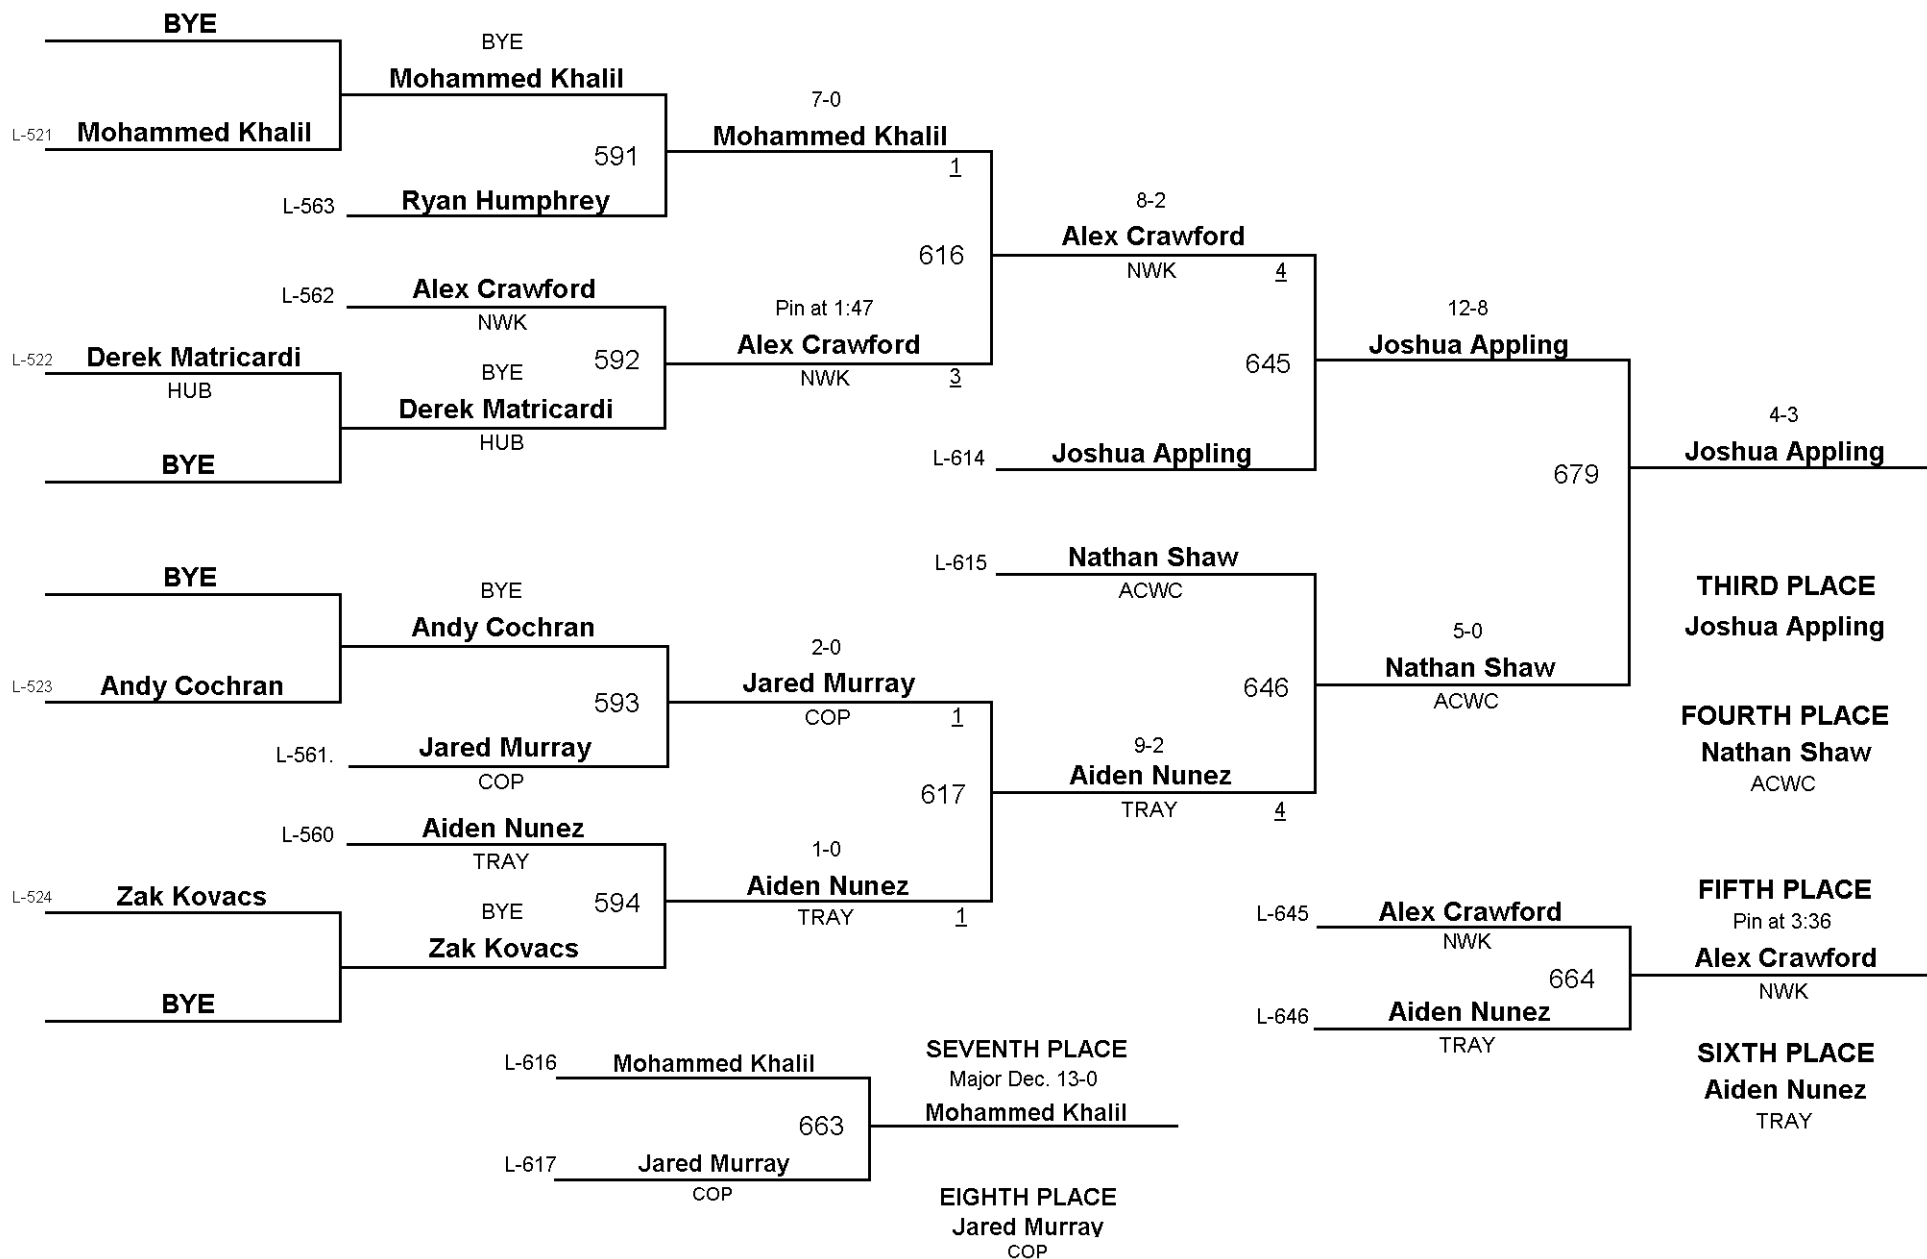 BYE
L-521 Mohammed Khalil
BYE
Mohammed Khalil
591
L-563 Ryan Humphrey
7-0
Mohammed Khalil
1
L-562 Alex Crawford
NWK
592
L-522 Derek Matricardi
HUB
BYE
Derek Matricardi
HUB
BYE
Pin at 1:47
Alex Crawford
NWK 3
616
8-2
Alex Crawford
NWK 4
645
L-614 Joshua Appling
12-8
Joshua Appling
679
4-3
Joshua Appling
BYE
L-523 Andy Cochran
BYE
Andy Cochran
593
L-561. Jared Murray
COP
2-0
Jared Murray
COP 1
L-560 Aiden Nunez
TRAY
594
L-524 Zak Kovacs
BYE
Zak Kovacs
BYE
1-0
Aiden Nunez
TRAY 1
617
9-2
Aiden Nunez
TRAY 4
646
L-615 Nathan Shaw
ACWC
5-0
Nathan Shaw
ACWC
THIRD PLACE
Joshua Appling
FOURTH PLACE
Nathan Shaw
ACWC
L-645 Alex Crawford
NWK
664
L-646 Aiden Nunez
TRAY
FIFTH PLACE
Pin at 3:36
Alex Crawford
NWK
SIXTH PLACE
Aiden Nunez
TRAY
L-616 Mohammed Khalil
663
L-617 Jared Murray
COP
SEVENTH PLACE
Major Dec. 13-0
Mohammed Khalil
EIGHTH PLACE
Jared Murray
COP